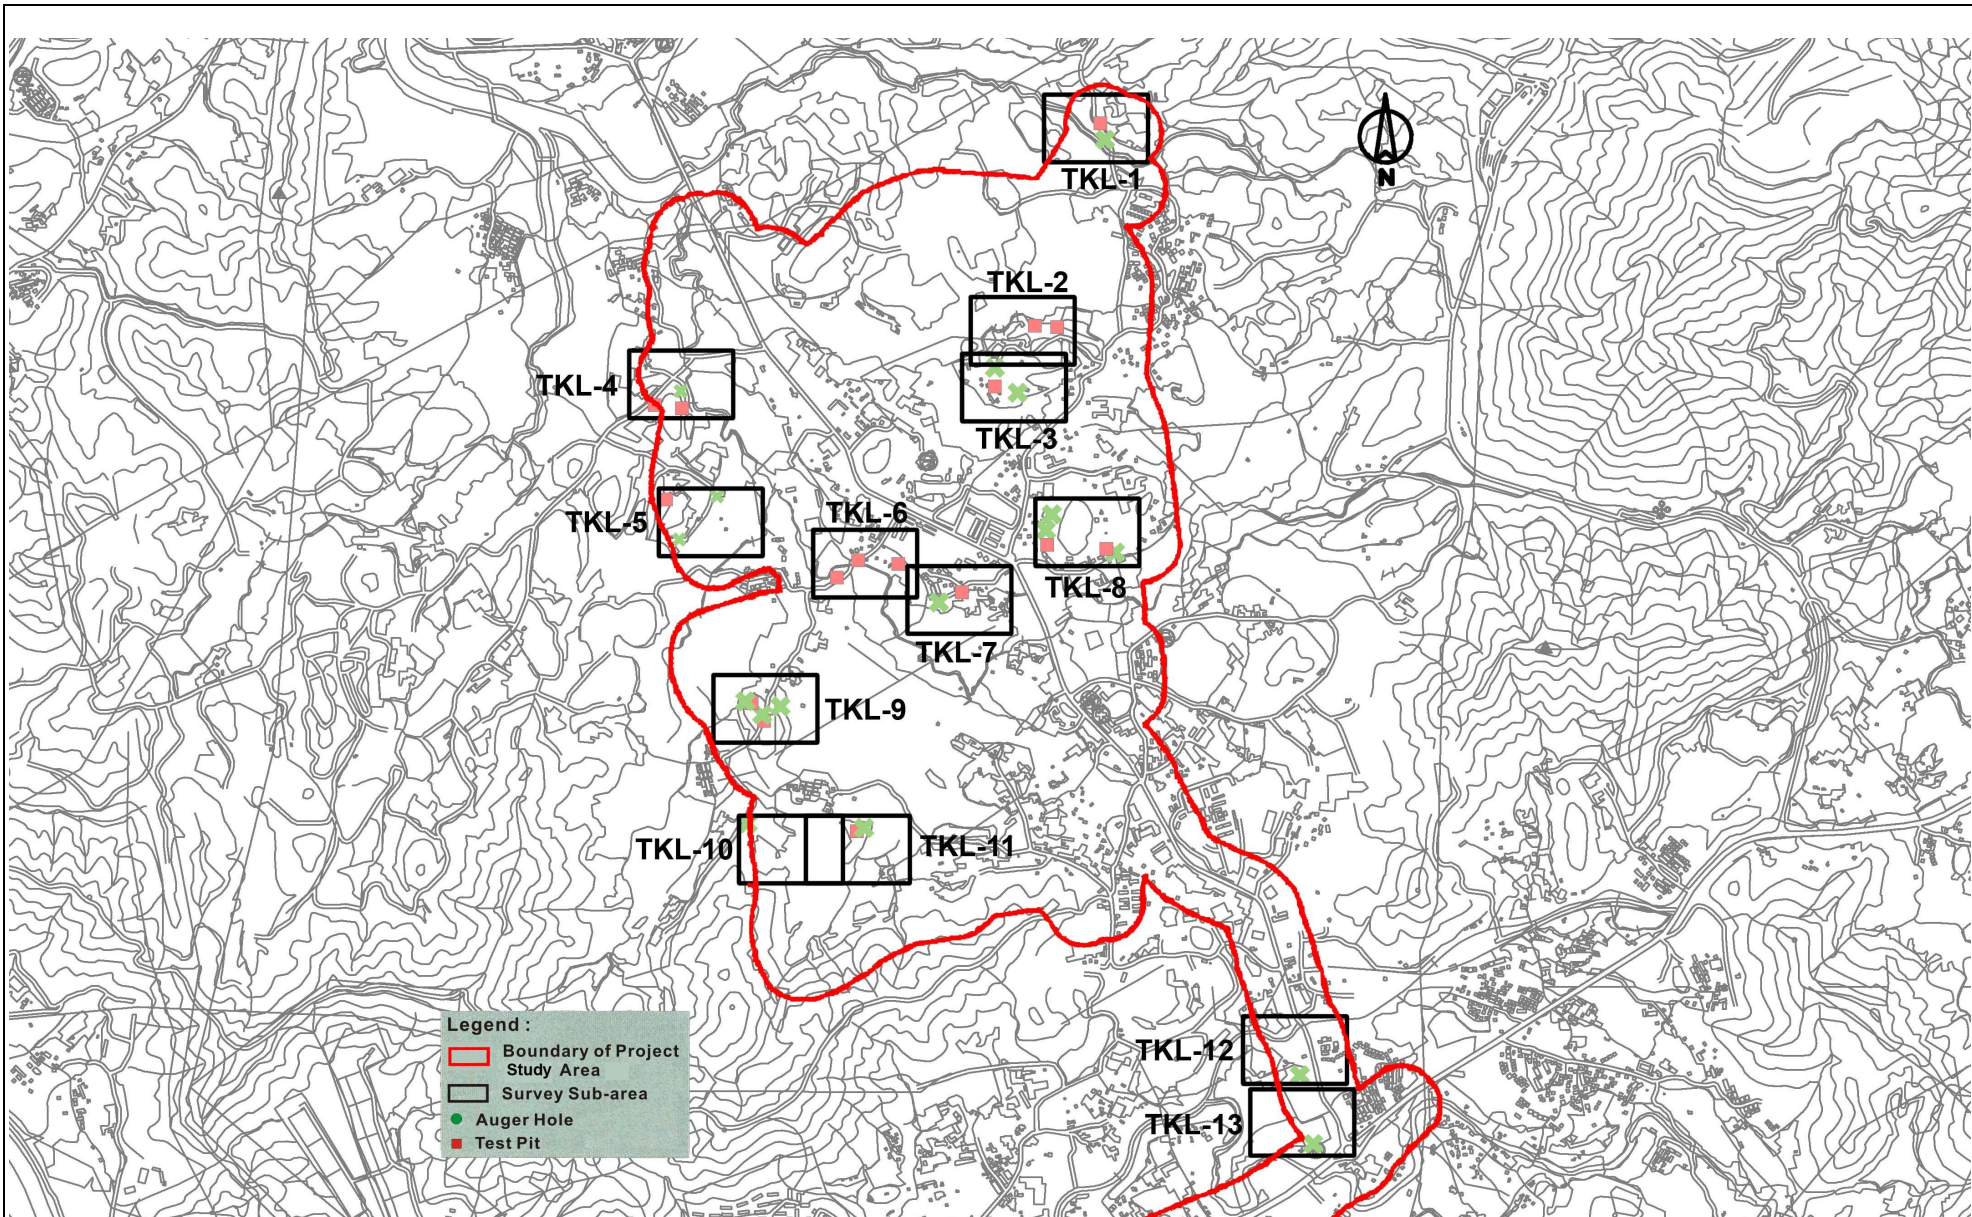 N
TKL-1
TKL-2
TKL-4
TKL-3
TKL-5
TKL-6
TKL-8
TKL-7
TKL-9
TKL-10
TKL-11
Legend :
Boundary of Project
Study Area
Survey Sub-area
Auger Hole
Test Pit
TKL-12
TKL-13